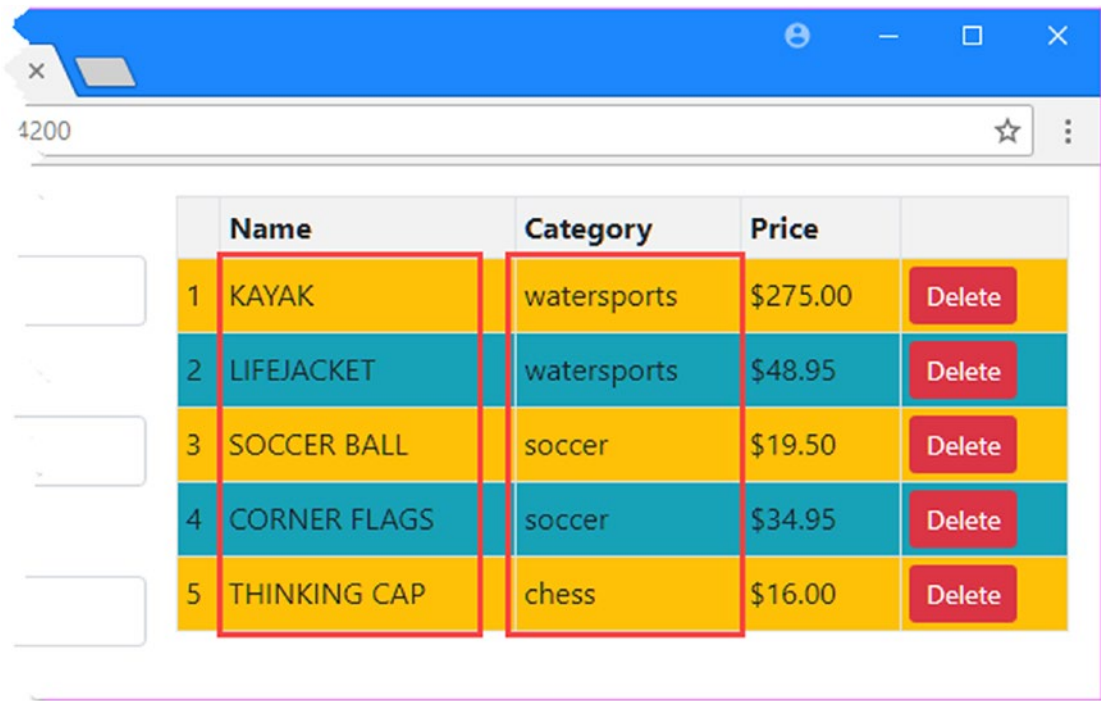 4200
Name Category Price
1 KAYAK watersports $275.00 Delete
2 LIFEJACKET watersports $48.95 Delete
3 SOCCER BALL soccer $19.50 Delete
4 CORNER FLAGS soccer $34.95 Delete
5 THINKING CAP chess $16.00 Delete